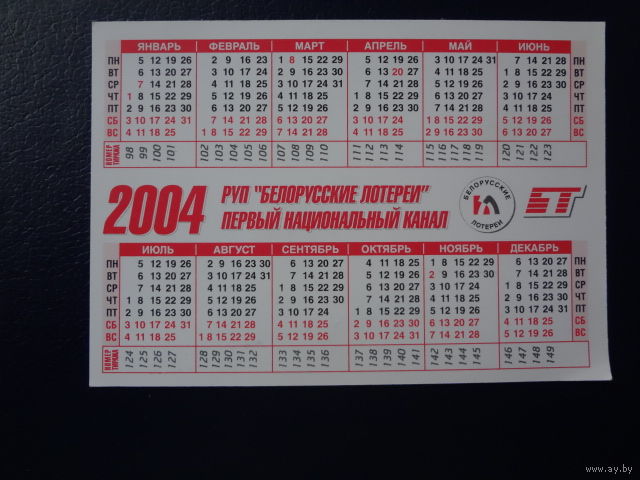 ЯНВАРЬ ФЕВРАЛЬ МАРТ АПРЕЛЬ МАЙ ИЮНЬ
ПН 5 12 19 26 2 9 16 23 1 8 15 22 29 5 12 19 26 3 10 17 24 31 7 14 21 28 ПН
ВТ 6 13 20 27 3 10 17 24 2 9 16 23 30 6 13 20 27 4 11 18 25 1 8 15 22 29 ВТ
СР 7 14 21 28 4 11 18 25 3 10 17 24 31 7 14 21 28 5 12 19 26 2 9 16 23 30 СР
ЧТ 1 8 15 22 29 5 12 19 26 4 11 18 25 1 8 15 22 29 6 13 20 27 3 10 17 24 ЧТ
ПТ 2 9 16 23 30 6 13 20 27 5 12 19 26 2 9 16 23 30 7 14 21 28 4 11 18 25 ПТ
СБ 3 10 17 24 31 7 14 21 28 6 13 20 27 3 10 17 24 1 8 15 22 29 5 12 19 26 СБ
ВС 4 11 18 25 1 8 15 22 29 7 14 21 28 4 11 18 25 2 9 16 23 30 6 13 20 27 ВС
НОМЕР ТИРАЖА 98 99 100 101 102 103 104 105 106 107 108 109 110 111 112 113 114 115 116 117 118 119 120 121 122 123
2004 РУП "БЕЛОРУССКИЕ ЛОТЕРЕИ"
ПЕРВЫЙ НАЦИОНАЛЬНЫЙ КАНАЛ
БЕЛОРУССКИЕ ЛОТЕРЕИ
БТ
ИЮЛЬ АВГУСТ СЕНТЯБРЬ ОКТЯБРЬ НОЯБРЬ ДЕКАБРЬ
ПН 5 12 19 26 2 9 16 23 30 6 13 20 27 4 11 18 25 1 8 15 22 29 6 13 20 27 ПН
ВТ 6 13 20 27 3 10 17 24 31 7 14 21 28 5 12 19 26 2 9 16 23 30 7 14 21 28 ВТ
СР 7 14 21 28 4 11 18 25 1 8 15 22 29 6 13 20 27 3 10 17 24 1 8 15 22 29 СР
ЧТ 1 8 15 22 29 5 12 19 26 2 9 16 23 30 7 14 21 28 4 11 18 25 2 9 16 23 30 ЧТ
ПТ 2 9 16 23 30 6 13 20 27 3 10 17 24 1 8 15 22 29 5 12 19 26 3 10 17 24 31 ПТ
СБ 3 10 17 24 31 7 14 21 28 4 11 18 25 2 9 16 23 30 6 13 20 27 4 11 18 25 СБ
ВС 4 11 18 25 1 8 15 22 29 5 12 19 26 3 10 17 24 31 7 14 21 28 5 12 19 26 ВС
НОМЕР ТИРАЖА 124 125 126 127 128 129 130 131 132 133 134 135 136 137 138 139 140 141 142 143 144 145 146 147 148 149
www.ay.by